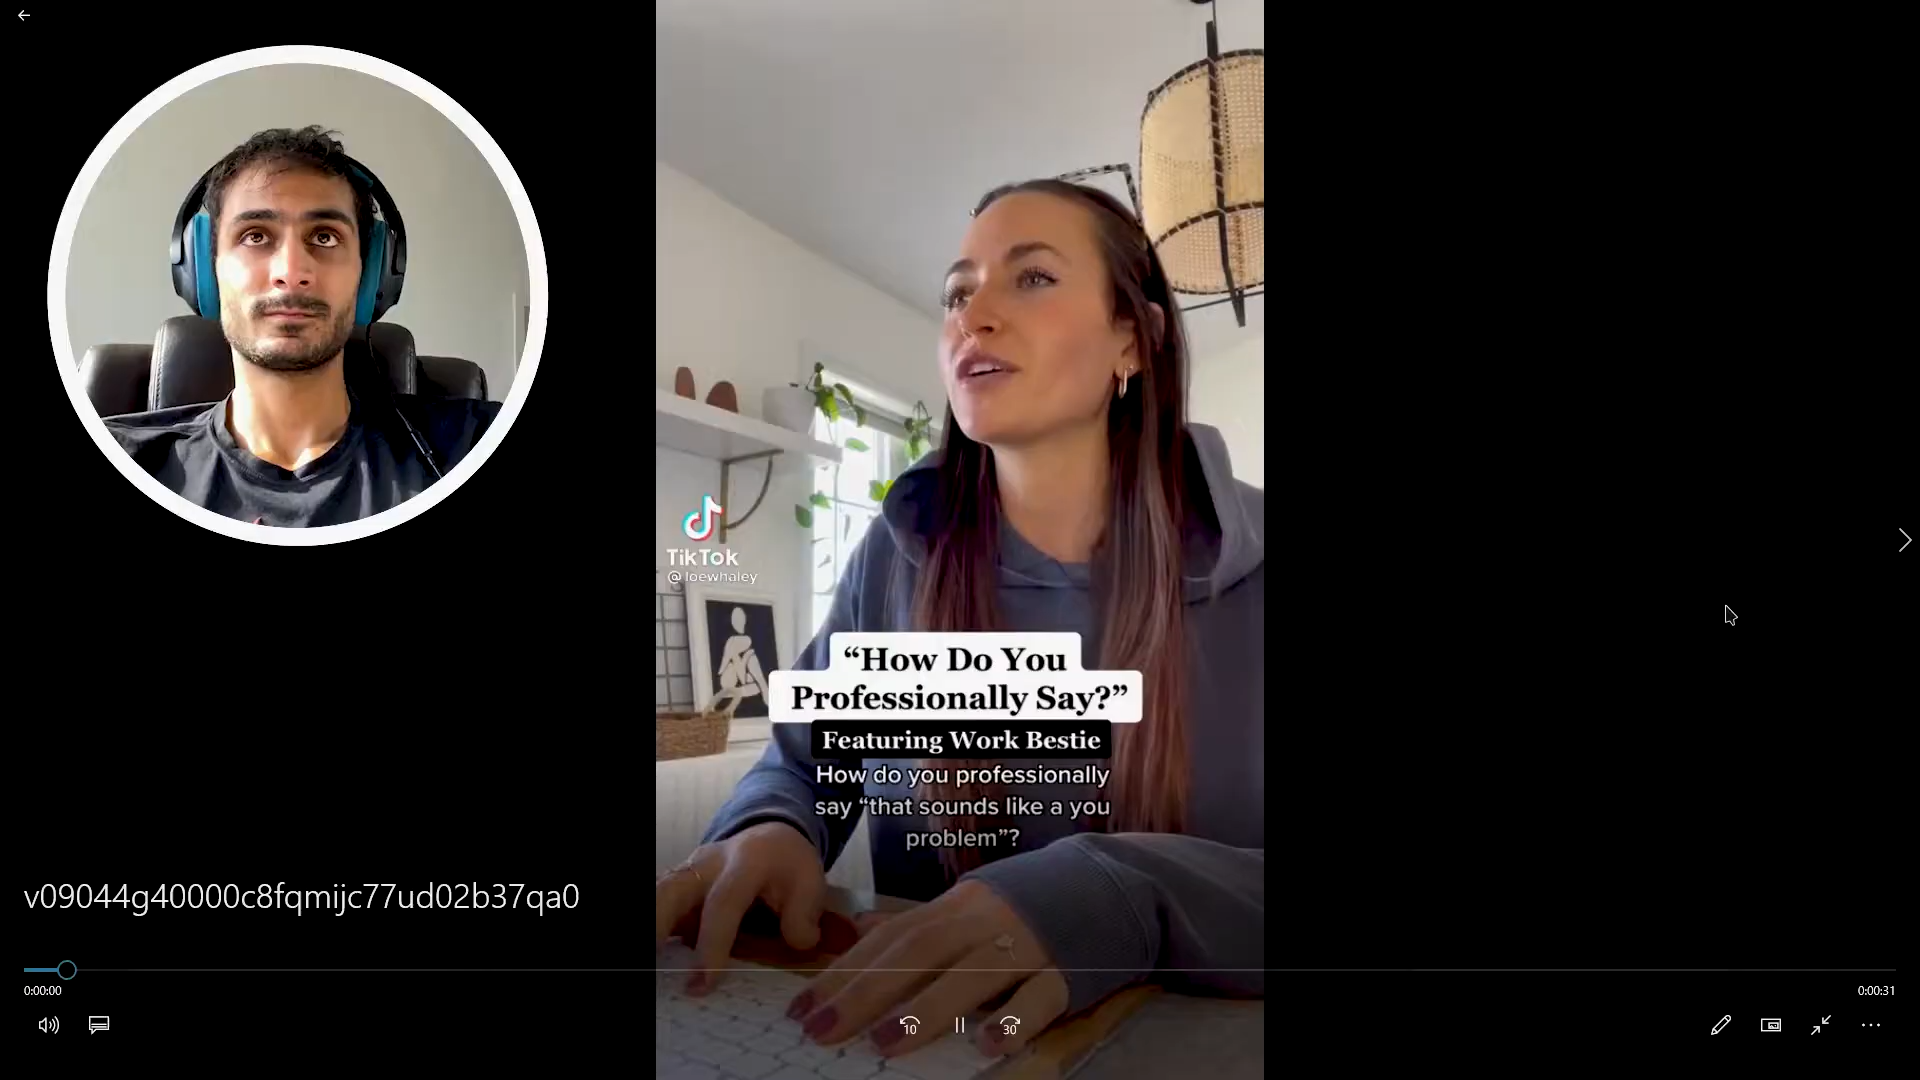 TikTok
@loewhaley
“How Do You
Professionally Say?”
Featuring Work Bestie
How do you professionally
say “that sounds like a you
problem”?
v09044g40000c8fqmijc77ud02b37qa0
0:00:00
0:00:31
10
30